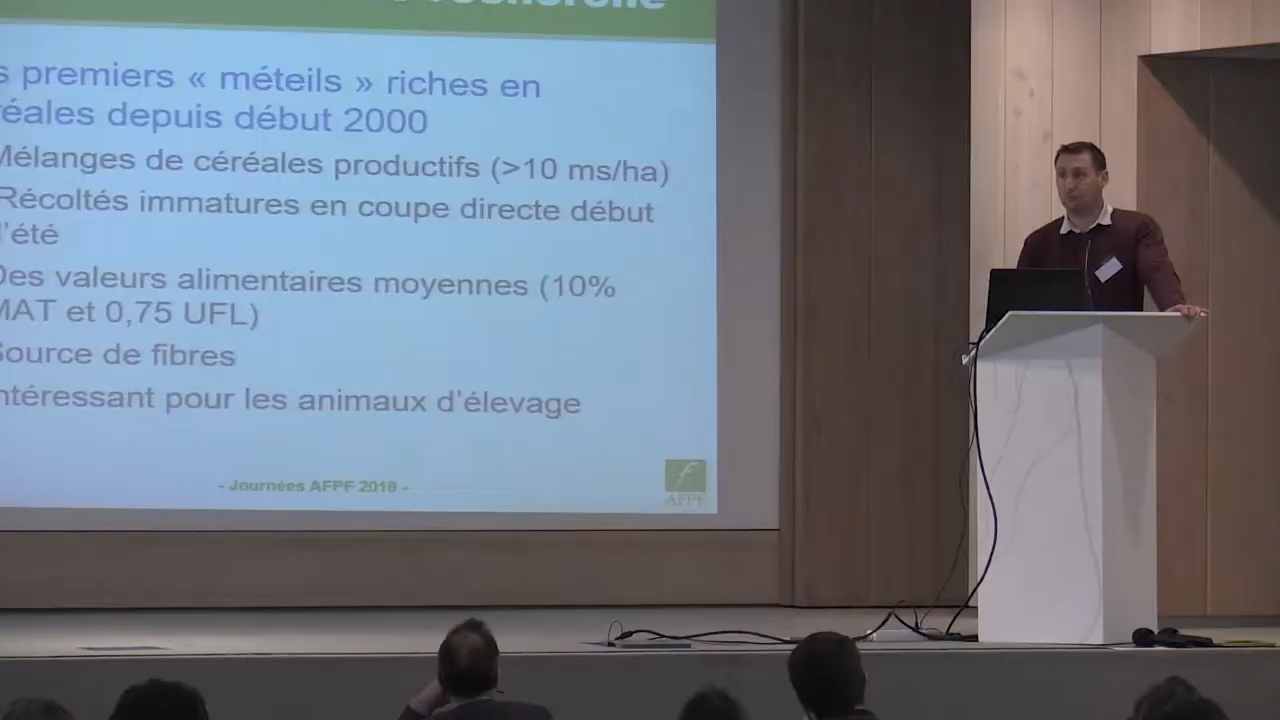 premiers « méteils » riches en
depuis début 2000
Mélanges de céréales productifs (>10 ms/ha)
Récoltés immatures en coupe directe début
l'été
Des valeurs alimentaires moyennes (10%
MAT et 0,75 UFL)
Source de fibres
ntéressant pour les animaux d'élevage
- Journées AFPF 2018 -
f
AFPF